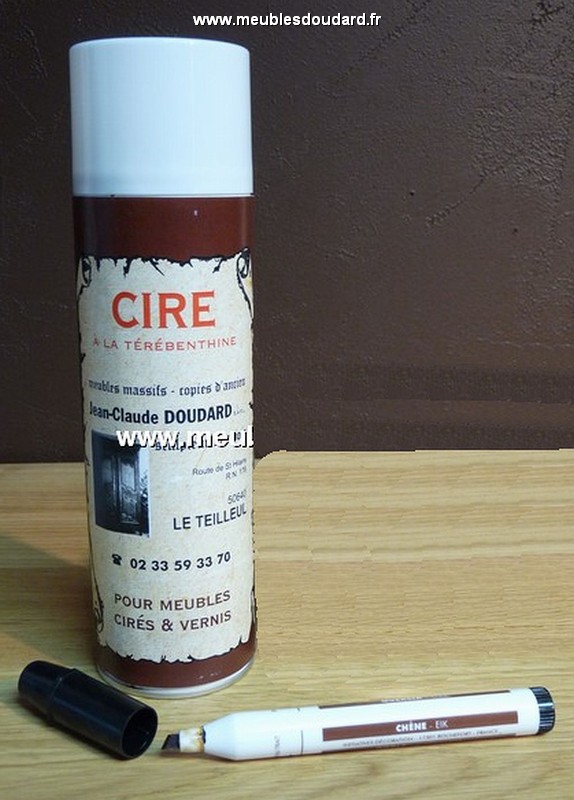 www.meublesdoudard.fr
CIRE
À LA TÉRÉBENTHINE
meubles massifs - copies d'ancien
Jean-Claude DOUDARD
www.meul
Route de St Hilaire
R.N. 176
50640
LE TEILLEUL
☎ 02 33 59 33 70
POUR MEUBLES
CIRÉS & VERNIS
CHÊNE - EIK